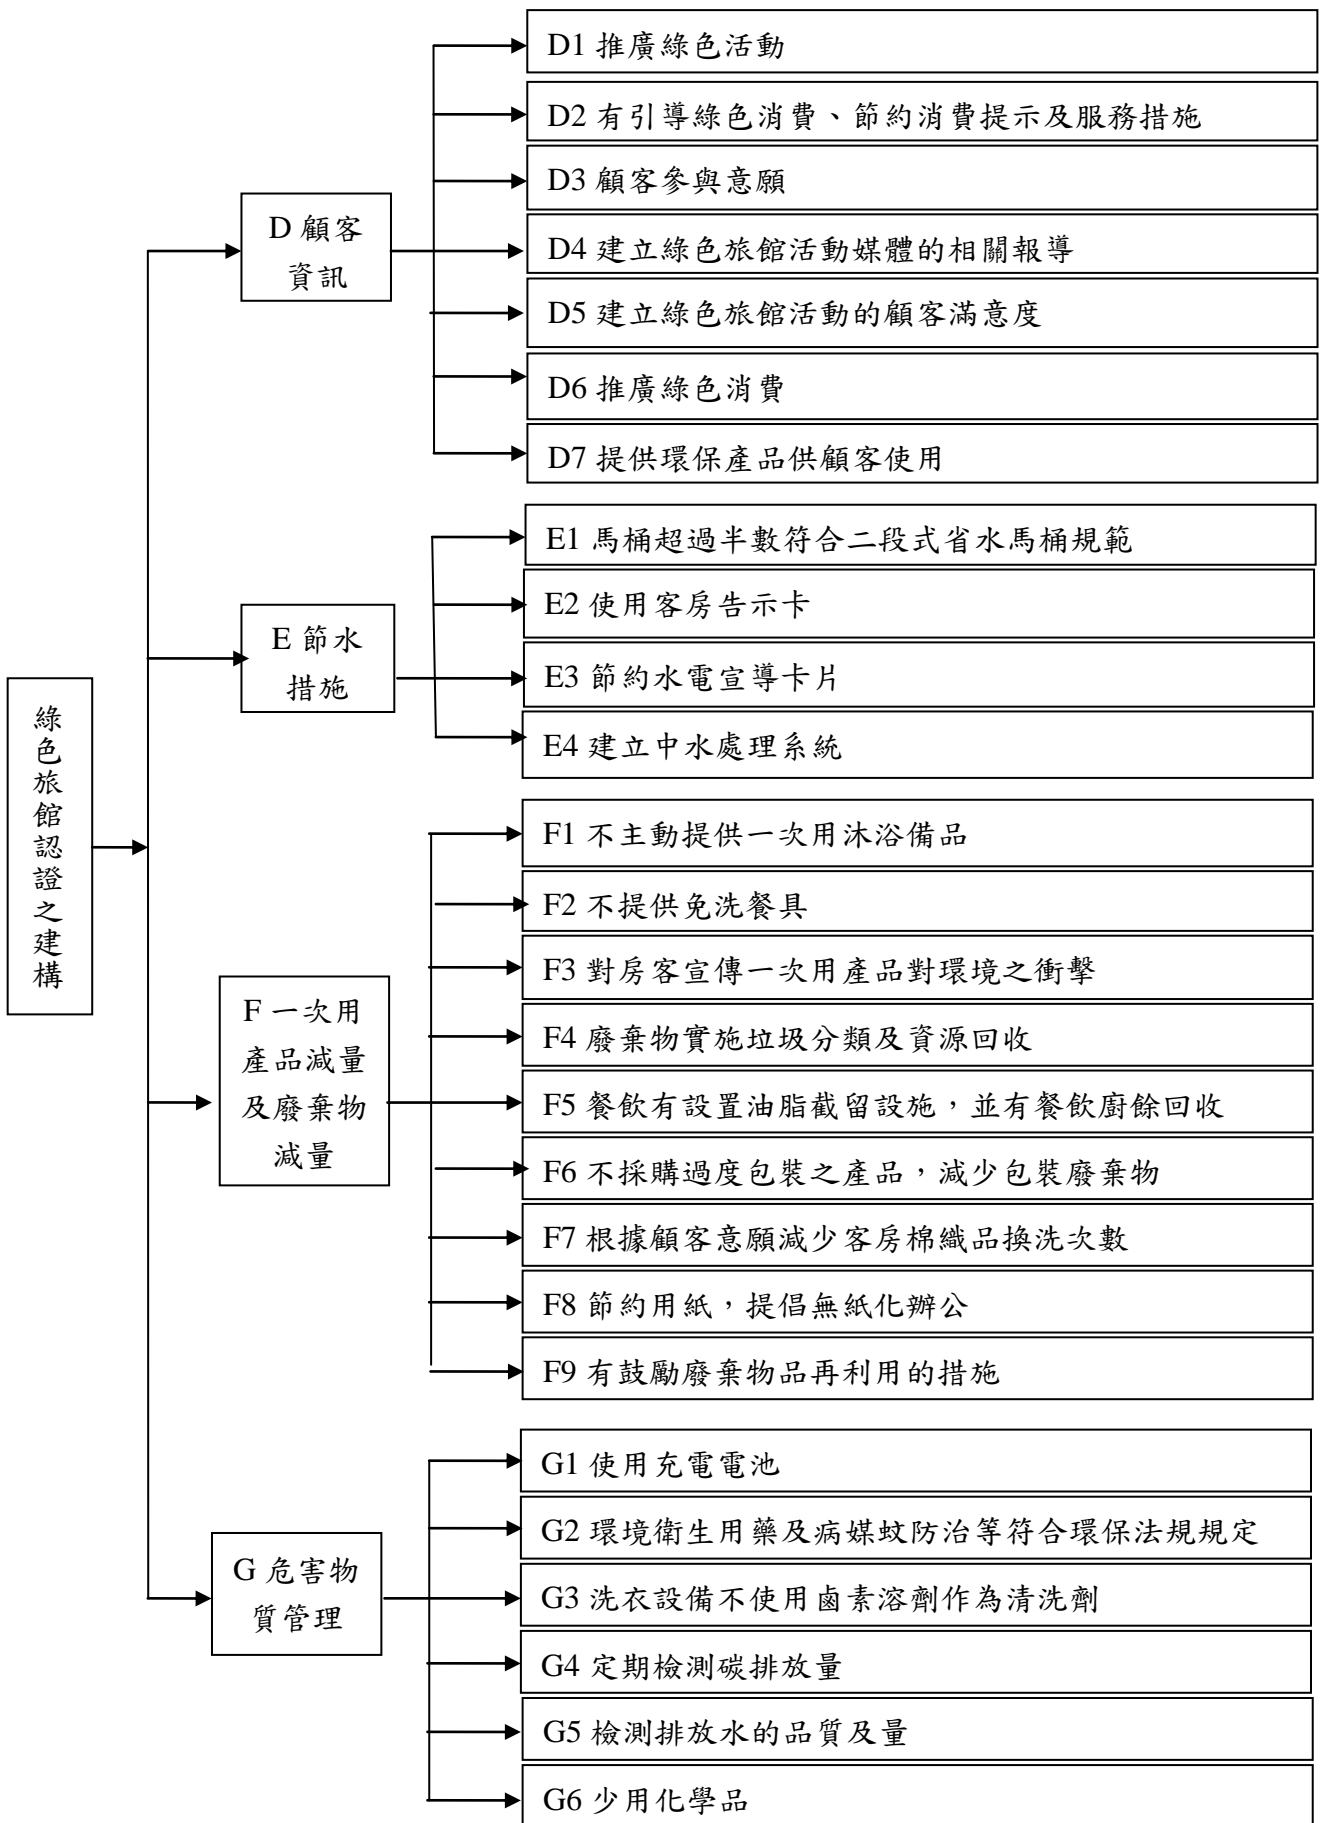 綠色旅館認證之建構
D 顧客
資訊
D1 推廣綠色活動
D2 有引導綠色消費、節約消費提示及服務措施
D3 顧客參與意願
D4 建立綠色旅館活動媒體的相關報導
D5 建立綠色旅館活動的顧客滿意度
D6 推廣綠色消費
D7 提供環保產品供顧客使用
E 節水
措施
E1 馬桶超過半數符合二段式省水馬桶規範
E2 使用客房告示卡
E3 節約水電宣導卡片
E4 建立中水處理系統
F 一次用
產品減量
及廢棄物
減量
F1 不主動提供一次用沐浴備品
F2 不提供免洗餐具
F3 對房客宣傳一次用產品對環境之衝擊
F4 廢棄物實施垃圾分類及資源回收
F5 餐飲有設置油脂截留設施，並有餐飲廚餘回收
F6 不採購過度包裝之產品，減少包裝廢棄物
F7 根據顧客意願減少客房棉織品換洗次數
F8 節約用紙，提倡無紙化辦公
F9 有鼓勵廢棄物品再利用的措施
G 危害物
質管理
G1 使用充電電池
G2 環境衛生用藥及病媒蚊防治等符合環保法規規定
G3 洗衣設備不使用鹵素溶劑作為清洗劑
G4 定期檢測碳排放量
G5 檢測排放水的品質及量
G6 少用化學品